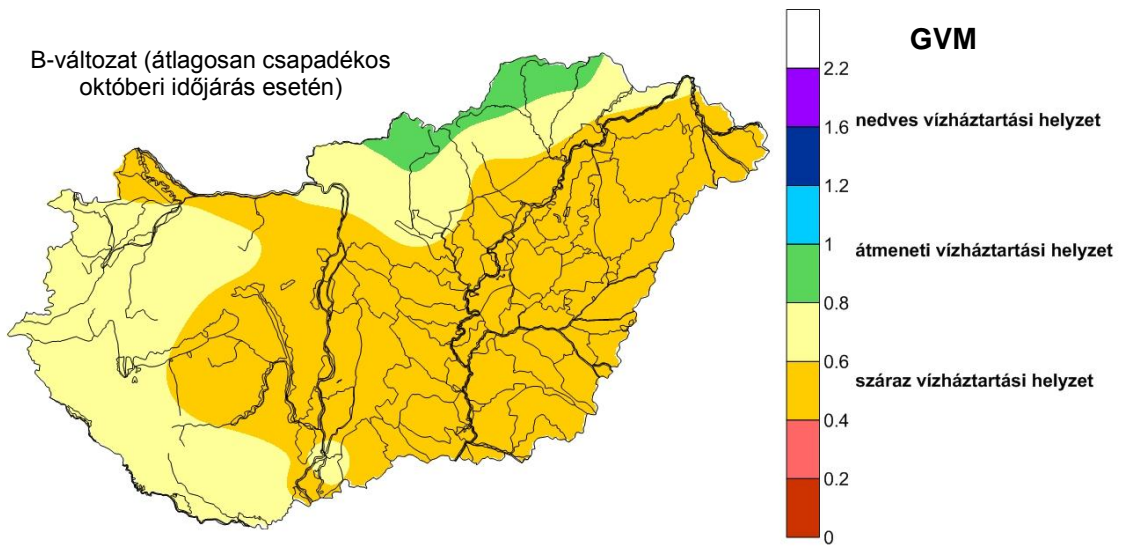 B-változat (átlagosan csapadékos
októberi időjárás esetén)
GVM
2.2
nedves vízháztartási helyzet
1.6
1.2
1
átmeneti vízháztartási helyzet
0.8
0.6
száraz vízháztartási helyzet
0.4
0.2
0